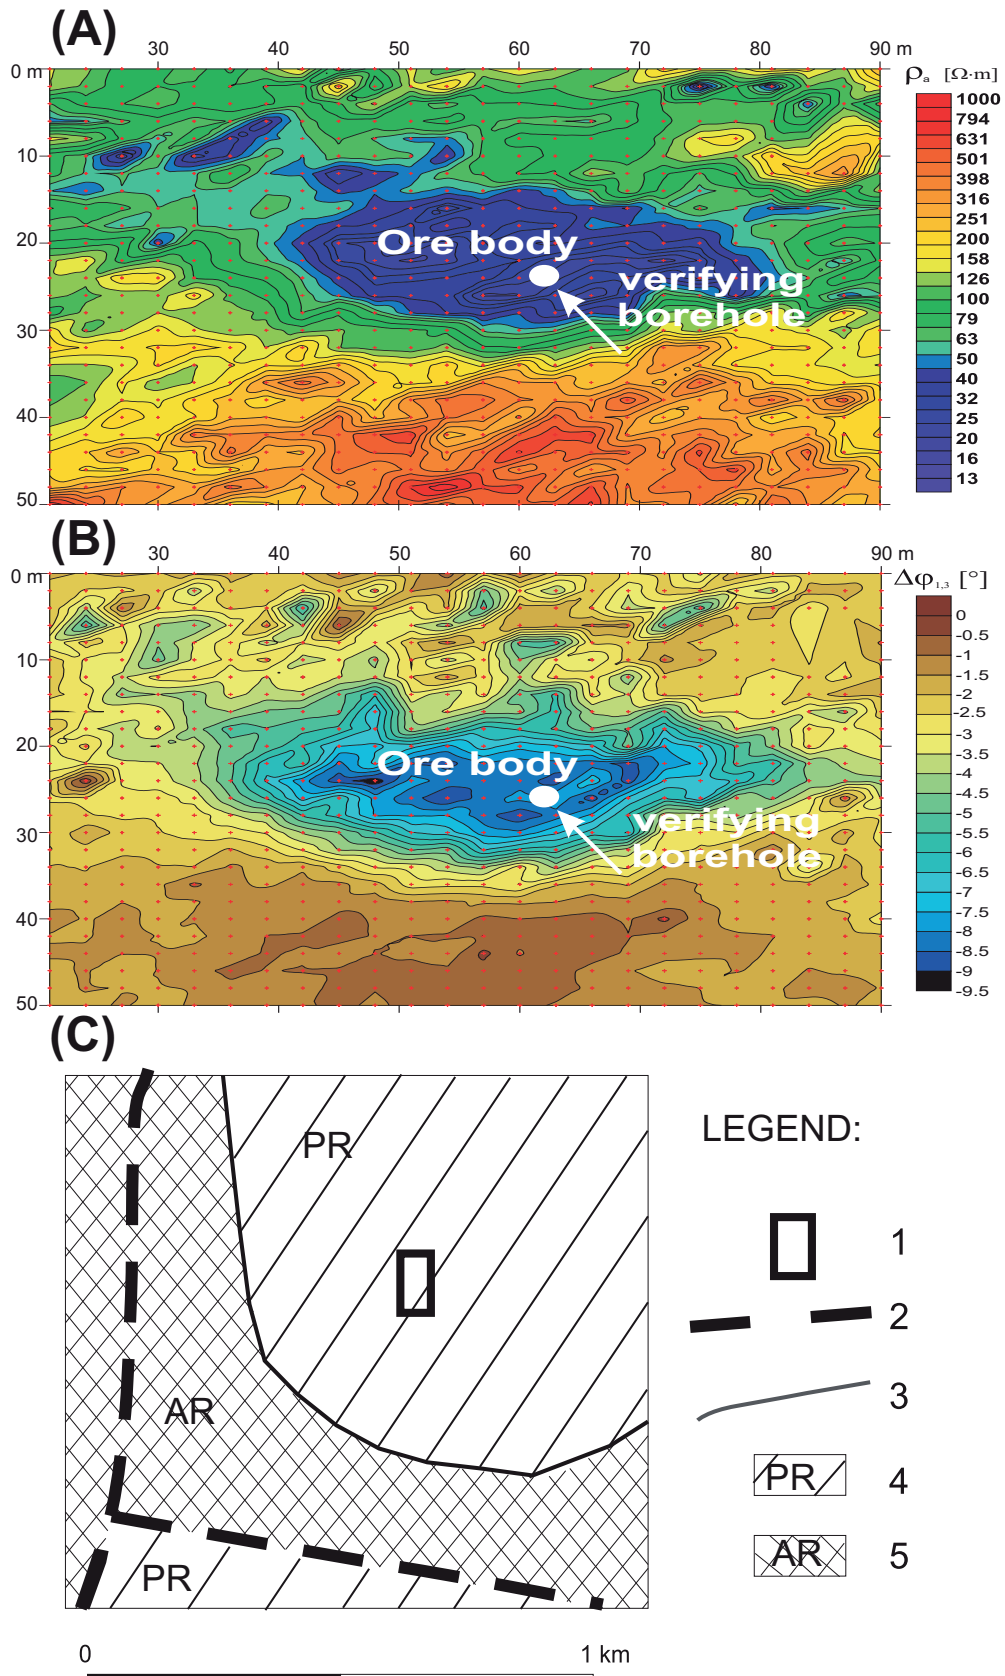 (A)
30 40 50 60 70 80 90 m
0 m
10
20
30
40
50
Ore body
verifying
borehole
ρa [Ω·m]
1000
794
631
501
398
316
251
200
158
126
100
79
63
50
40
32
25
20
16
13
(B)
30 40 50 60 70 80 90 m
0 m
10
20
30
40
50
Ore body
verifying
borehole
Δφ1,3 [°]
0
-0.5
-1
-1.5
-2
-2.5
-3
-3.5
-4
-4.5
-5
-5.5
-6
-6.5
-7
-7.5
-8
-8.5
-9
-9.5
(C)
PR
AR
PR
0 1 km
LEGEND:
1
2
3
PR 4
AR 5